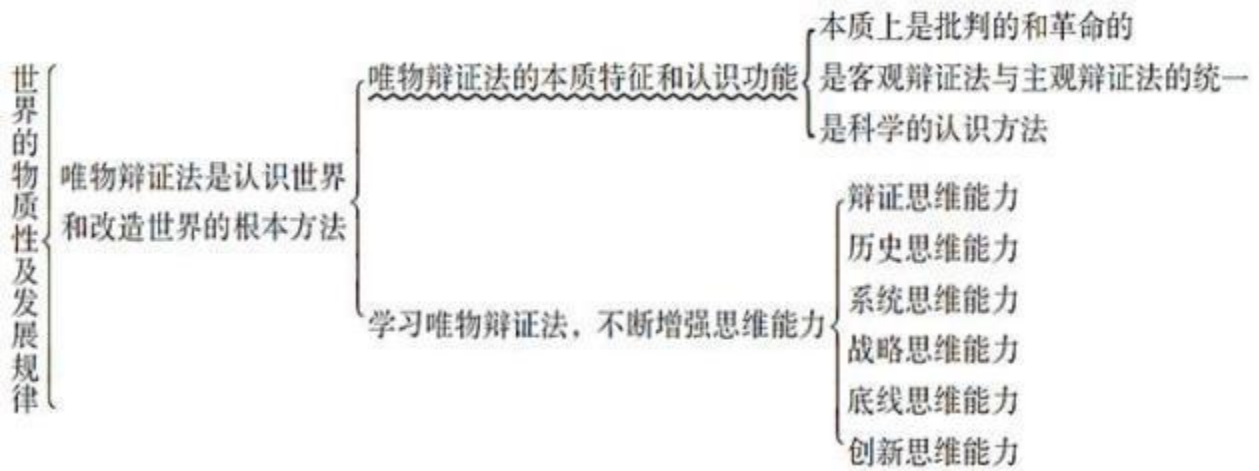 世界的物质性及发展规律
唯物辩证法是认识世界
和改造世界的根本方法
唯物辩证法的本质特征和认识功能
本质上是批判的和革命的
是客观辩证法与主观辩证法的统一
是科学的认识方法
学习唯物辩证法，不断增强思维能力
辩证思维能力
历史思维能力
系统思维能力
战略思维能力
底线思维能力
创新思维能力